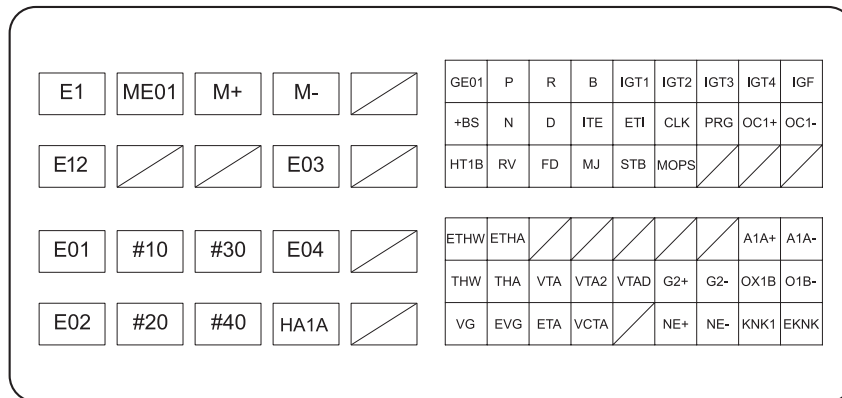 E1 ME01 M+ M-
E12 E03
E01 #10 #30 E04
E02 #20 #40 HA1A
GE01 P R B IGT1 IGT2 IGT3 IGT4 IGF
+BS N D ITE ETI CLK PRG OC1+ OC1-
HT1B RV FD MJ STB MOPS
ETHW ETHA A1A+ A1A-
THW THA VTA VTA2 VTAD G2+ G2- OX1B O1B-
VG EVG ETA VCTA NE+ NE- KNK1 EKNK